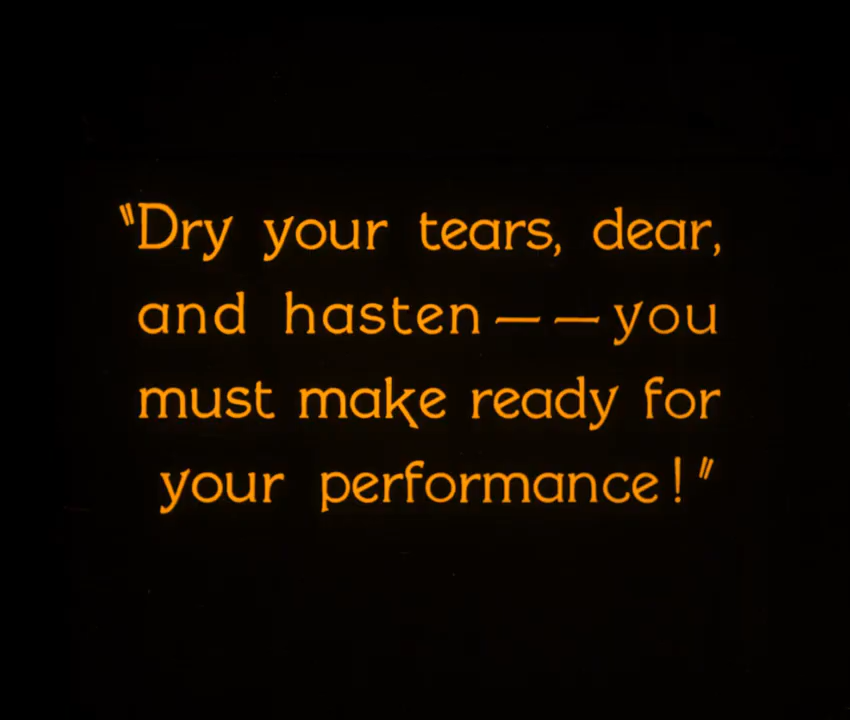 "Dry your tears, dear,
and hasten — — you
must make ready for
your performance!"